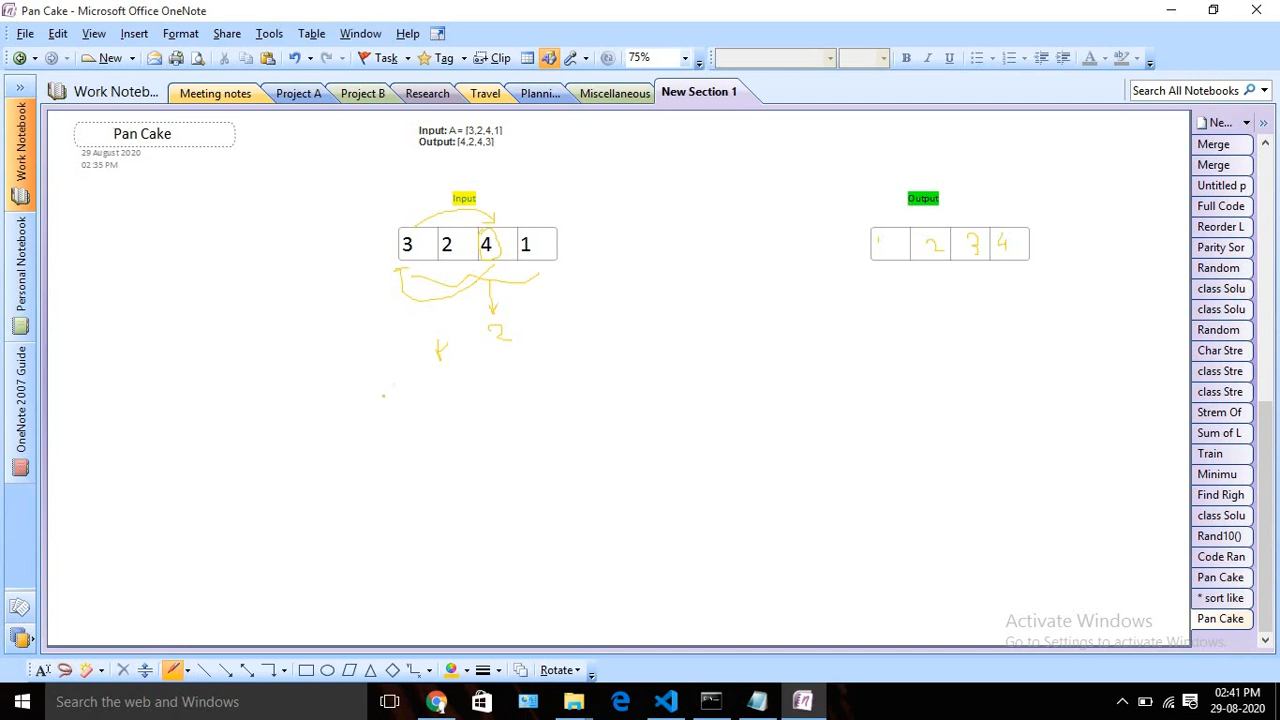 Pan Cake - Microsoft Office OneNote
File Edit View Insert Format Share Tools Table Window Help
New Task Tag Clip 75% B I U
Work Noteb... Meeting notes Project A Project B Research Travel Planni... Miscellaneous New Section 1 Search All Notebooks
Work Notebook
Personal Notebook
OneNote 2007 Guide
Pan Cake
29 August 2020
02:35 PM
Input: A = [3,2,4,1]
Output: [4,2,4,3]
Input
3 2 4 1
2
Output
1 2 3 4
Ne...
Merge
Merge
Untitled p
Full Code
Reorder L
Parity Sor
Random
class Solu
class Solu
Random
Char Stre
class Stre
class Stre
Strem Of
Sum of L
Train
Minimu
Find Righ
class Solu
Rand10()
Code Ran
Pan Cake
* sort like
Pan Cake
Activate Windows
Go to Settings to activate Windows.
Rotate
Search the web and Windows
02:41 PM
29-08-2020